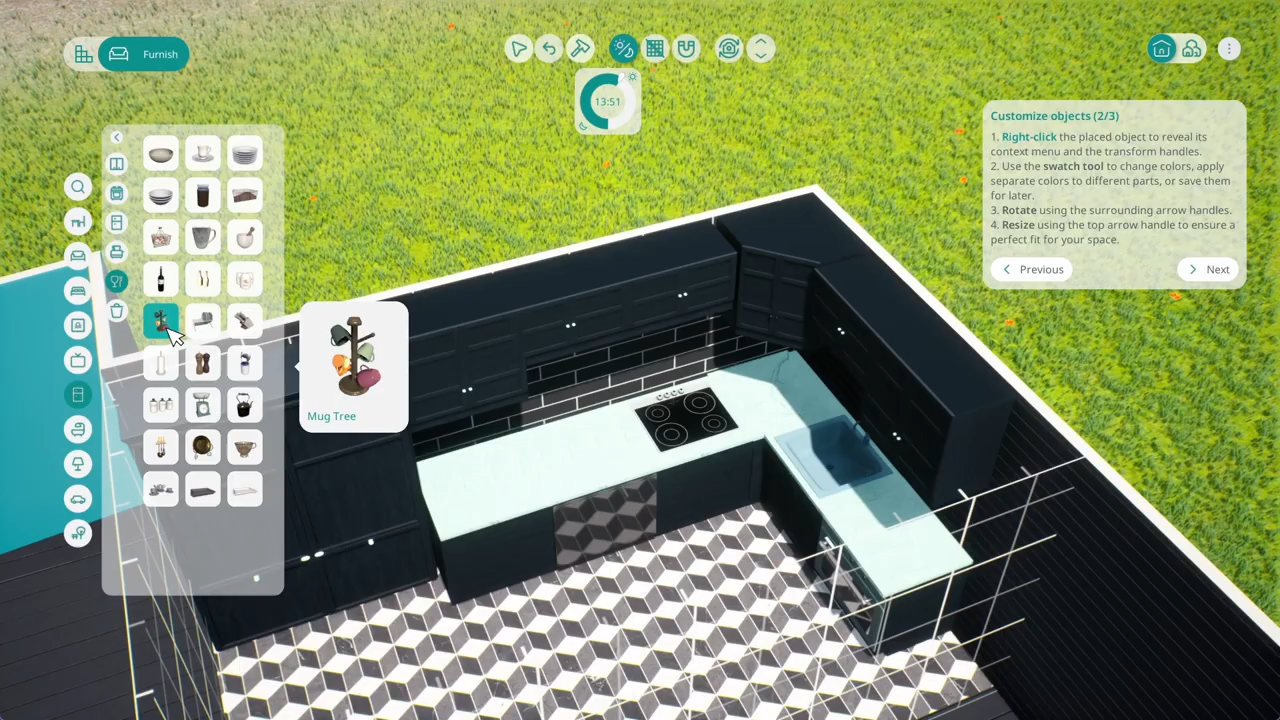 Furnish
13:51
Customize objects (2/3)
1. Right-click the placed object to reveal its
context menu and the transform handles.
2. Use the swatch tool to change colors, apply
separate colors to different parts, or save them
for later.
3. Rotate using the surrounding arrow handles.
4. Resize using the top arrow handle to ensure a
perfect fit for your space.
Previous
Next
Mug Tree